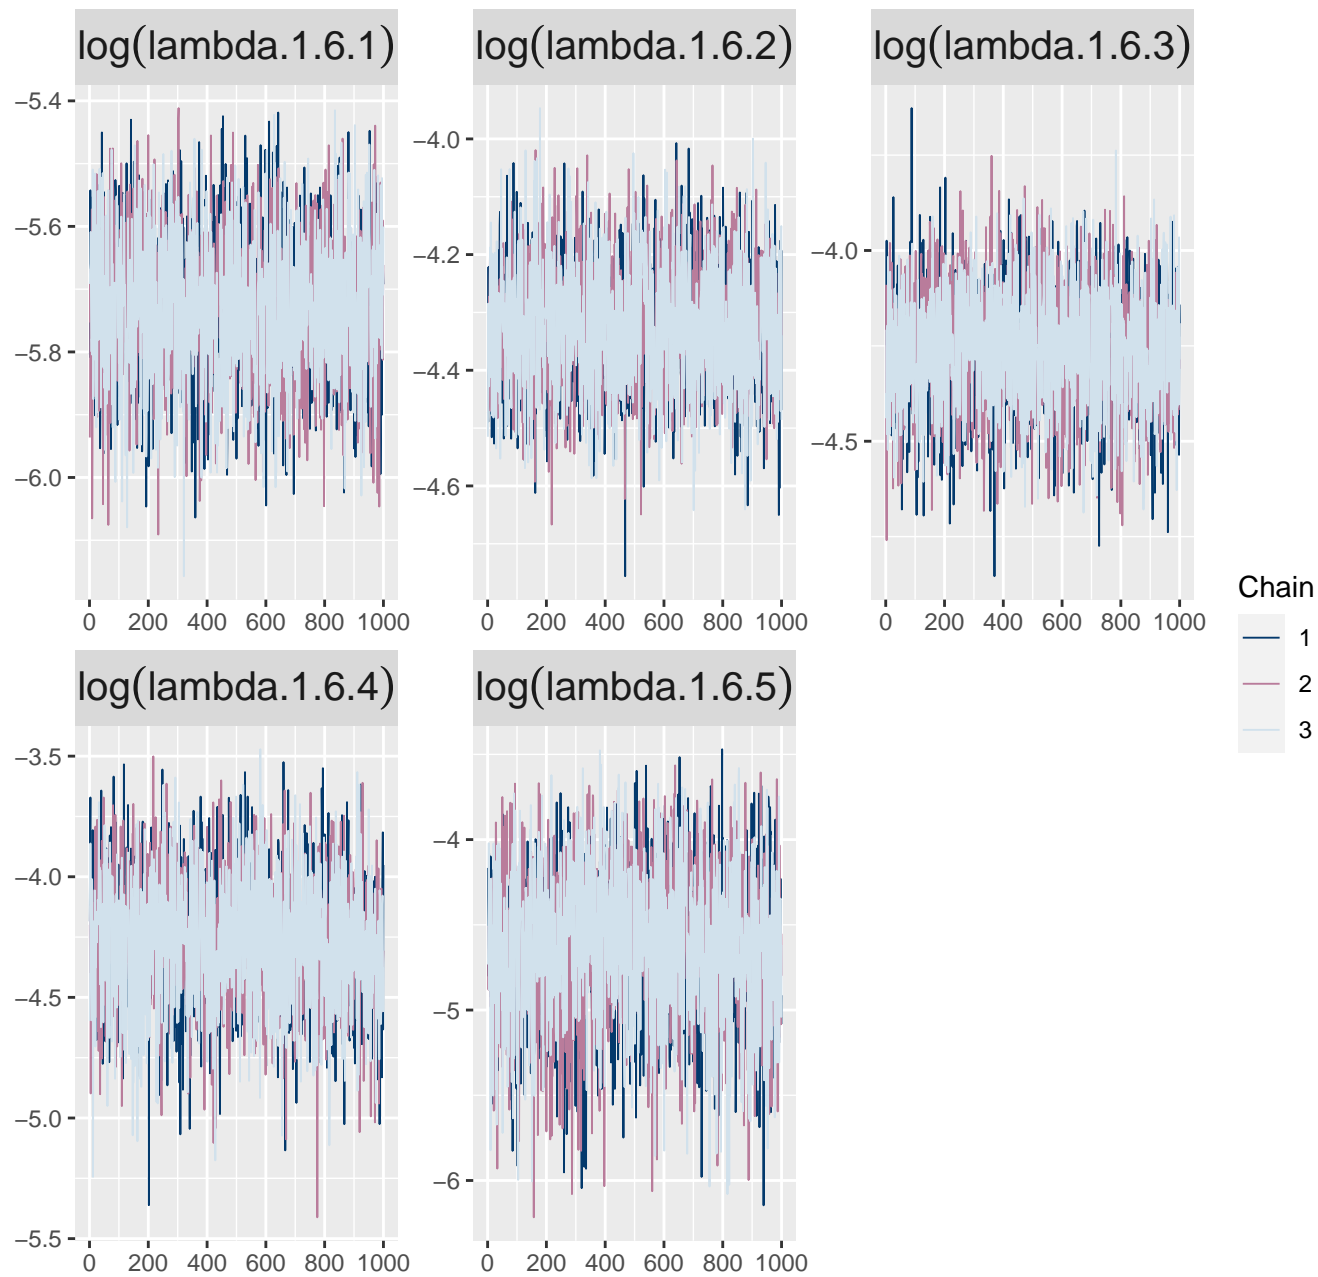 log(lambda.1.6.1)
log(lambda.1.6.2)
log(lambda.1.6.3)
−5.4
−5.6
−5.8
−6.0
−4.0
−4.2
−4.4
−4.6
−4.0
−4.5
0 200 400 600 800 1000
0 200 400 600 800 1000
0 200 400 600 800 1000
log(lambda.1.6.4)
log(lambda.1.6.5)
−3.5
−4.0
−4.5
−5.0
−5.5
−4
−5
−6
0 200 400 600 800 1000
0 200 400 600 800 1000
Chain
1
2
3